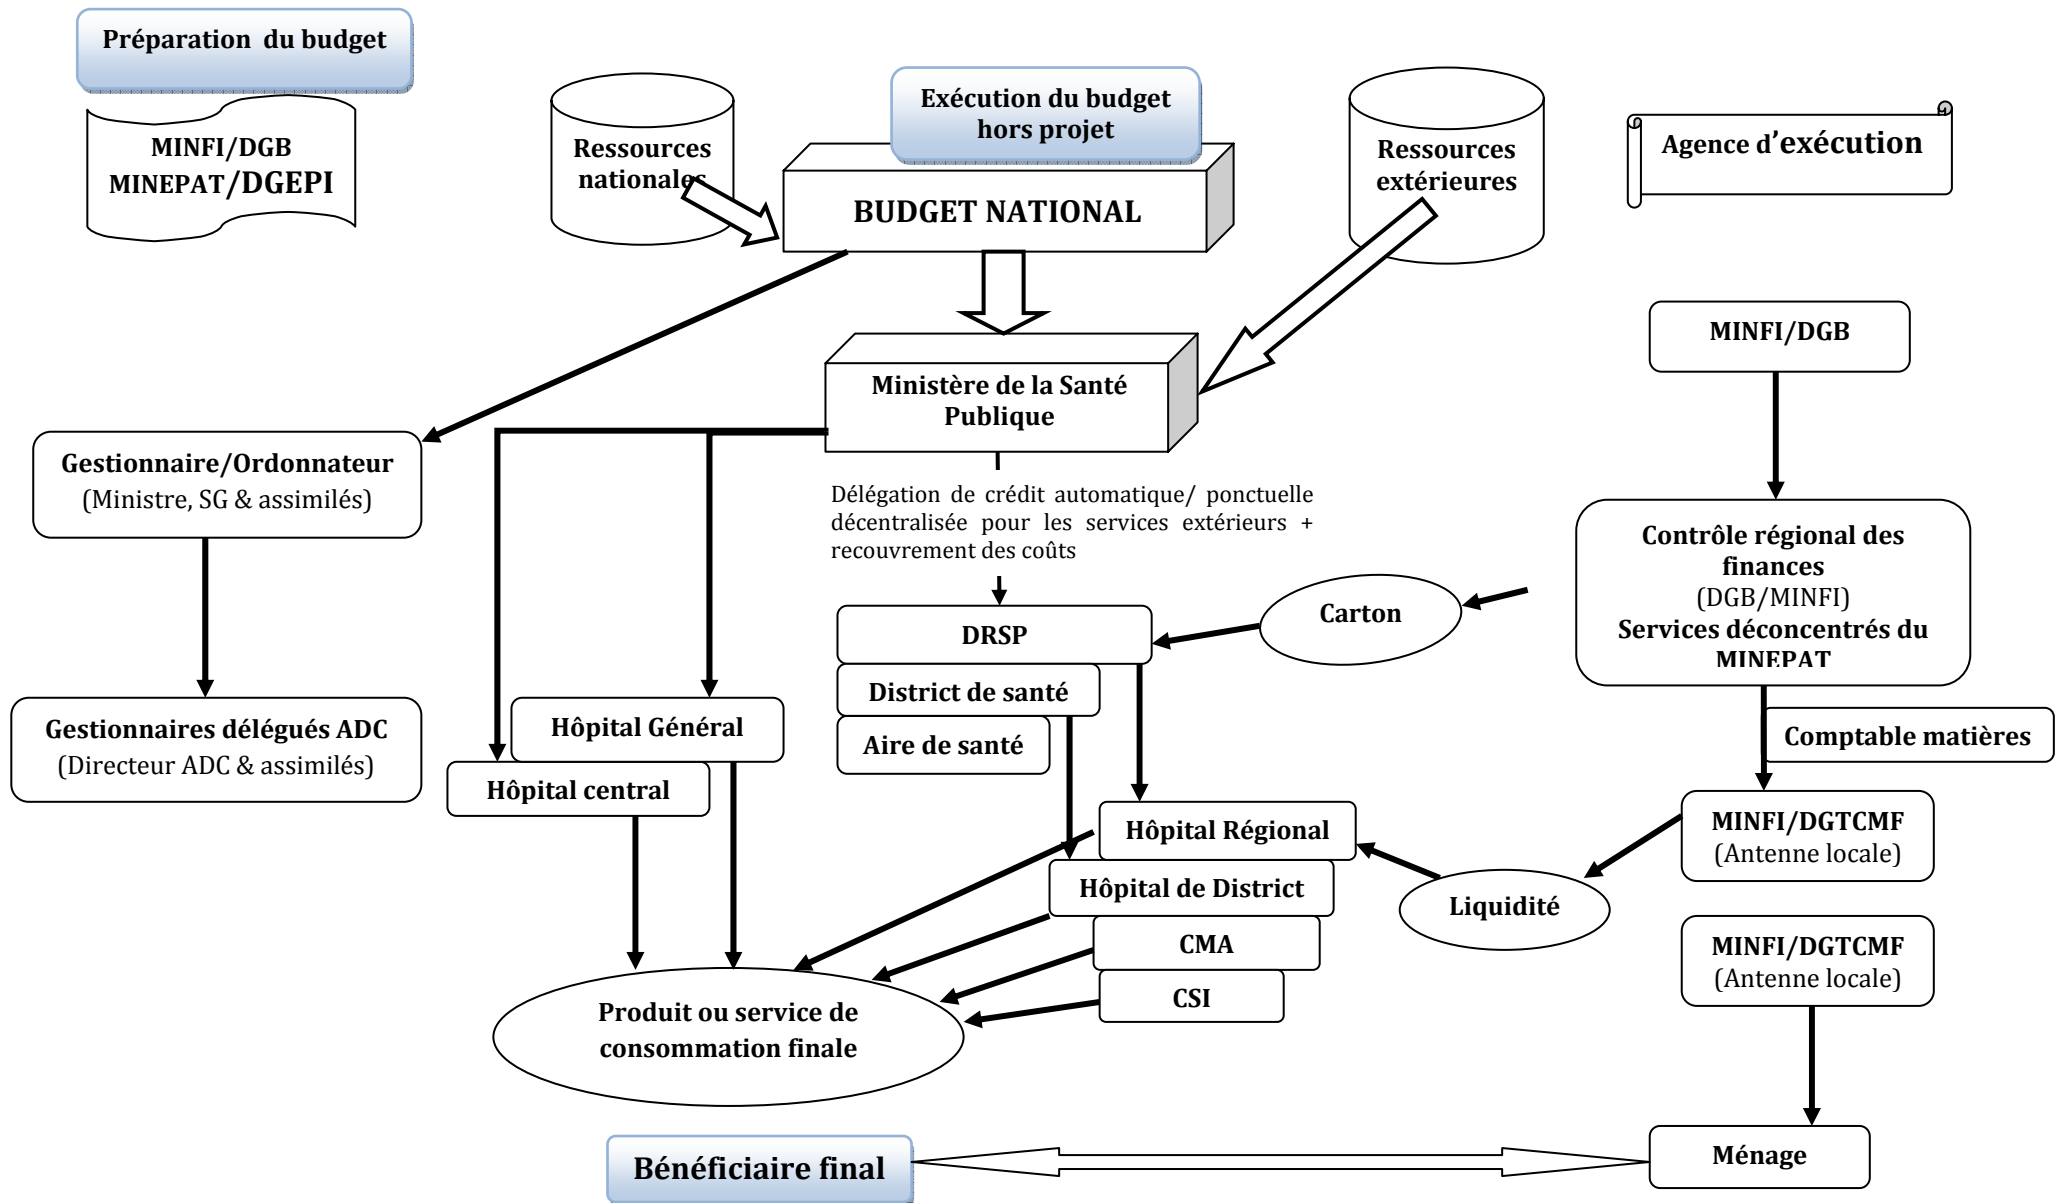 Préparation du budget
MINFI/DGB
MINEPAT/DGEPI
Ressources
nationales
Exécution du budget
hors projet
BUDGET NATIONAL
Ressources
extérieures
Agence d'exécution
MINFI/DGB
Ministère de la Santé
Publique
Gestionnaire/Ordonnateur
(Ministre, SG & assimilés)
Délégation de crédit automatique/ ponctuelle
décentralisée pour les services extérieurs +
recouvrement des coûts
Contrôle régional des
finances
(DGB/MINFI)
Services déconcentrés du
MINEPAT
Carton
DRSP
District de santé
Aire de santé
Gestionnaires délégués ADC
(Directeur ADC & assimilés)
Hôpital Général
Hôpital central
Comptable matières
MINFI/DGTCMF
(Antenne locale)
Hôpital Régional
Hôpital de District
CMA
CSI
Liquidité
MINFI/DGTCMF
(Antenne locale)
Produit ou service de
consommation finale
Bénéficiaire final
Ménage